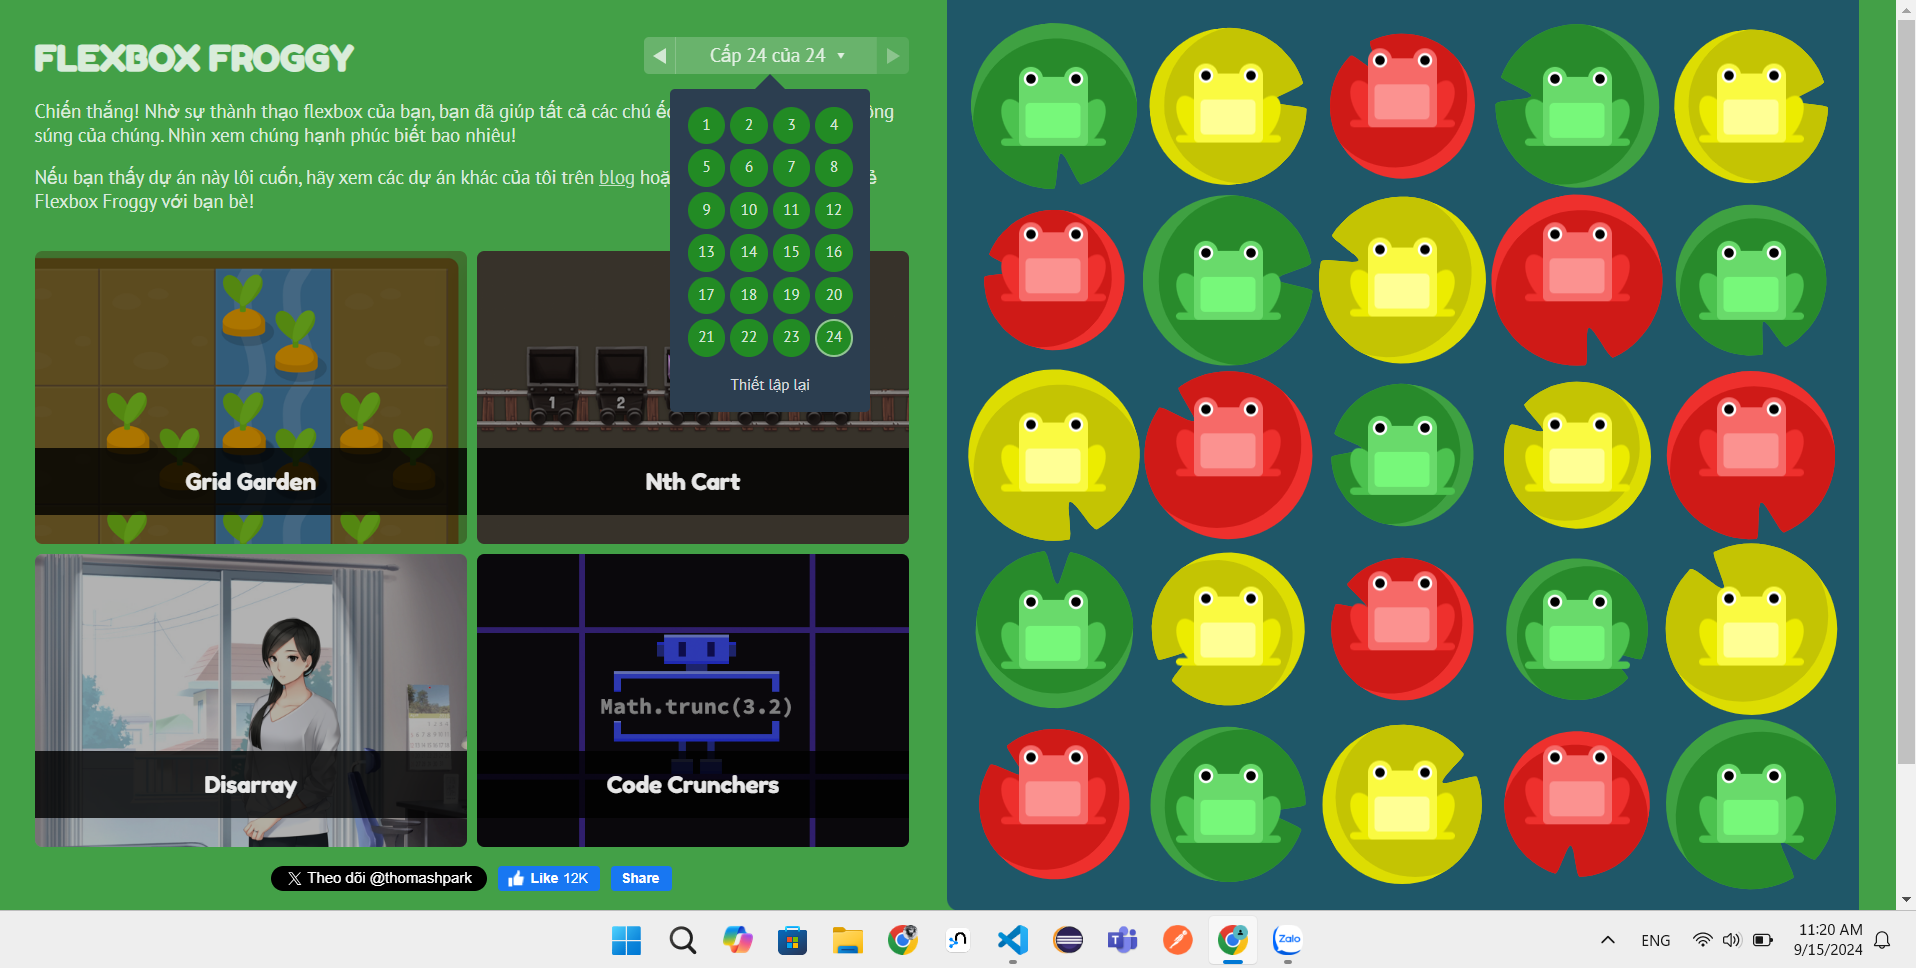 FLEXBOX FROGGY
Cấp 24 của 24
Chiến thắng! Nhờ sự thành thạo flexbox của bạn, bạn đã giúp tất cả các chú
súng của chúng. Nhìn xem chúng hạnh phúc biết bao nhiêu!
Nếu bạn thấy dự án này lôi cuốn, hãy xem các dự án khác của tôi trên blog
Flexbox Froggy với bạn bè!
1 2 3 4
5 6 7 8
9 10 11 12
13 14 15 16
17 18 19 20
21 22 23 24
Thiết lập lại
1 2
Grid Garden
Nth Cart
Math.trunc(3.2)
Disarray
Code Crunchers
Theo dõi @thomashpark
Like 12K
Share
Zalo
ENG
11:20 AM
9/15/2024